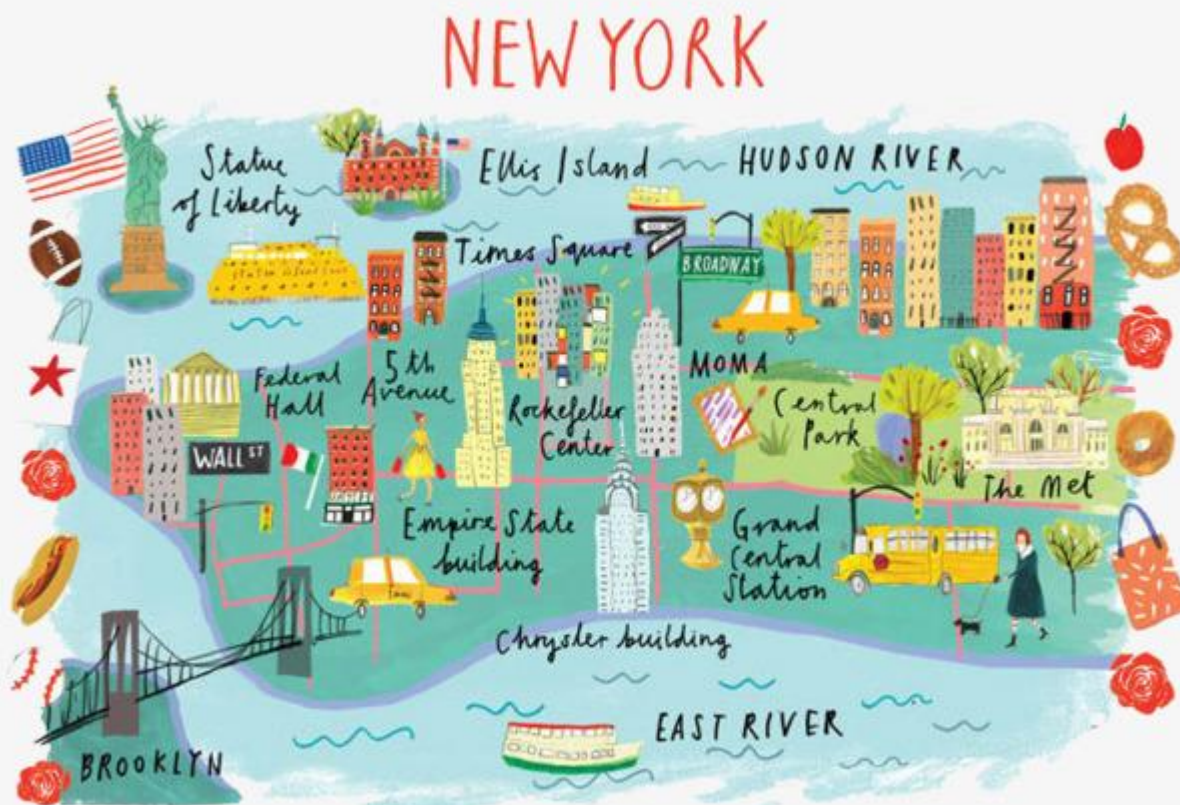 NEW YORK
Statue
of Liberty
Ellis Island
HUDSON RIVER
Times Square
BROADWAY
Federal
Hall
5th
Avenue
Rockefeller
Center
MOMA
Central
Park
WALL ST
The Met
Empire State
building
Grand
Central
Station
Taxi
Chrysler building
EAST RIVER
BROOKLYN